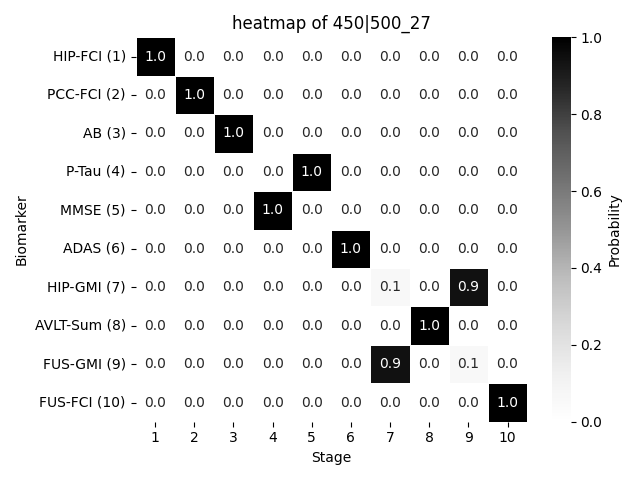 heatmap of 450|500_27
HIP-FCI (1) 1.0 0.0 0.0 0.0 0.0 0.0 0.0 0.0 0.0 0.0
PCC-FCI (2) 0.0 1.0 0.0 0.0 0.0 0.0 0.0 0.0 0.0 0.0
AB (3) 0.0 0.0 1.0 0.0 0.0 0.0 0.0 0.0 0.0 0.0
P-Tau (4) 0.0 0.0 0.0 0.0 1.0 0.0 0.0 0.0 0.0 0.0
MMSE (5) 0.0 0.0 0.0 1.0 0.0 0.0 0.0 0.0 0.0 0.0
ADAS (6) 0.0 0.0 0.0 0.0 0.0 1.0 0.0 0.0 0.0 0.0
HIP-GMI (7) 0.0 0.0 0.0 0.0 0.0 0.0 0.1 0.0 0.9 0.0
AVLT-Sum (8) 0.0 0.0 0.0 0.0 0.0 0.0 0.0 1.0 0.0 0.0
FUS-GMI (9) 0.0 0.0 0.0 0.0 0.0 0.0 0.9 0.0 0.1 0.0
FUS-FCI (10) 0.0 0.0 0.0 0.0 0.0 0.0 0.0 0.0 0.0 1.0
1 2 3 4 5 6 7 8 9 10
Stage
Biomarker
1.0
0.8
0.6
0.4
0.2
0.0
Probability